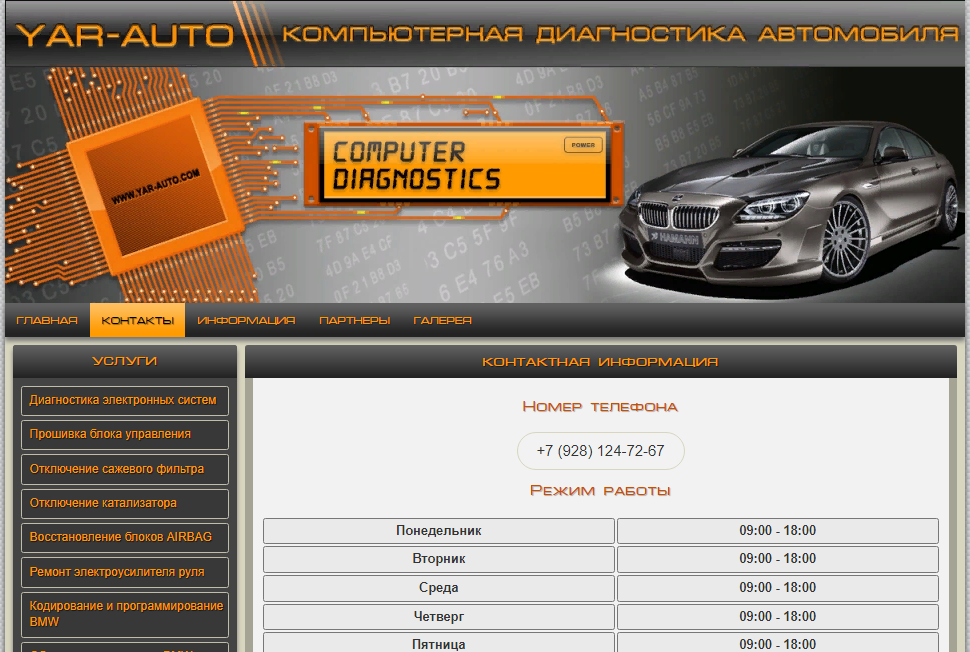 YAR-AUTO
КОМПЬЮТЕРНАЯ ДИАГНОСТИКА АВТОМОБИЛЯ
WWW.YAR-AUTO.COM
COMPUTER
DIAGNOSTICS
POWER
HAMANN
ГЛАВНАЯ КОНТАКТЫ ИНФОРМАЦИЯ ПАРТНЕРЫ ГАЛЕРЕЯ
УСЛУГИ
Диагностика электронных систем
Прошивка блока управления
Отключение сажевого фильтра
Отключение катализатора
Восстановление блоков AIRBAG
Ремонт электроусилителя руля
Кодирование и программирование
BMW
КОНТАКТНАЯ ИНФОРМАЦИЯ
Номер телефона
+7 (928) 124-72-67
Режим работы
Понедельник 09:00 - 18:00
Вторник 09:00 - 18:00
Среда 09:00 - 18:00
Четверг 09:00 - 18:00
Пятница 09:00 - 18:00